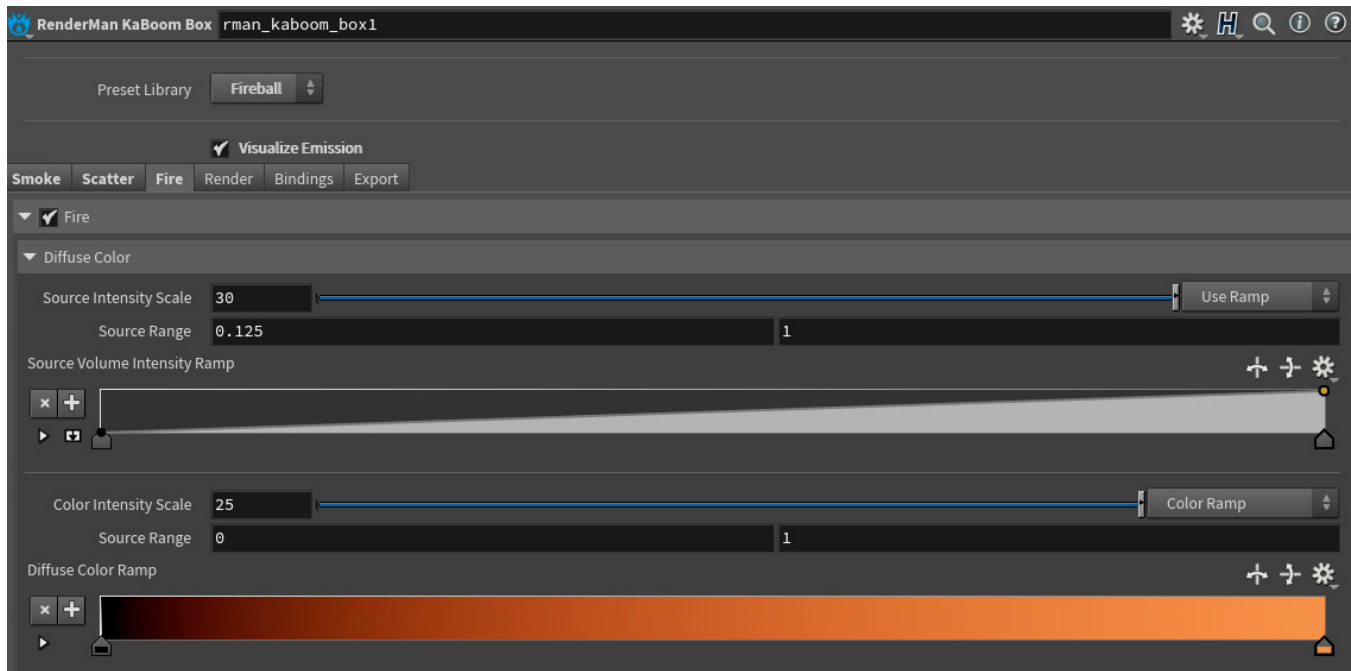 RenderMan KaBoom Box rman_kaboom_box1
Preset Library Fireball
Visualize Emission
Smoke Scatter Fire Render Bindings Export
Fire
Diffuse Color
Source Intensity Scale 30 Use Ramp
Source Range 0.125 1
Source Volume Intensity Ramp
Color Intensity Scale 25 Color Ramp
Source Range 0 1
Diffuse Color Ramp